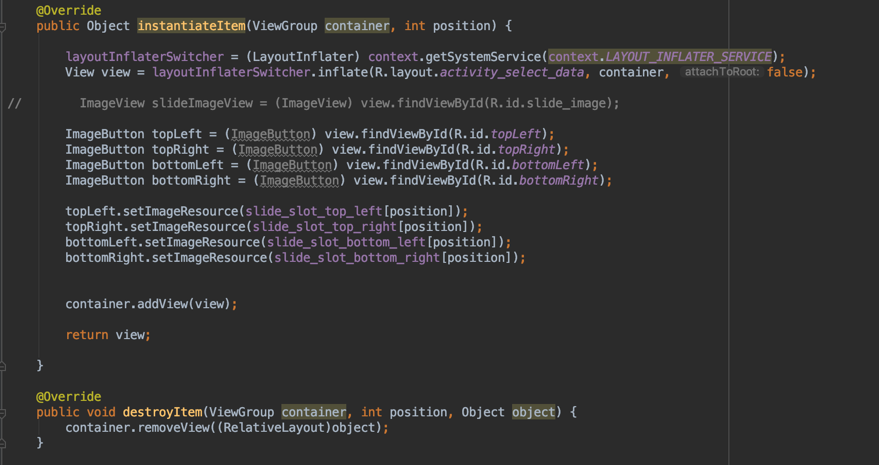 @Override
public Object instantiateItem(ViewGroup container, int position) {
layoutInflaterSwitcher = (LayoutInflater) context.getSystemService(context.LAYOUT_INFLATER_SERVICE);
View view = layoutInflaterSwitcher.inflate(R.layout.activity_select_data, container, attachToRoot: false);
// ImageView slideImageView = (ImageView) view.findViewById(R.id.slide_image);
ImageButton topLeft = (ImageButton) view.findViewById(R.id.topLeft);
ImageButton topRight = (ImageButton) view.findViewById(R.id.topRight);
ImageButton bottomLeft = (ImageButton) view.findViewById(R.id.bottomLeft);
ImageButton bottomRight = (ImageButton) view.findViewById(R.id.bottomRight);
topLeft.setImageResource(slide_slot_top_left[position]);
topRight.setImageResource(slide_slot_top_right[position]);
bottomLeft.setImageResource(slide_slot_bottom_left[position]);
bottomRight.setImageResource(slide_slot_bottom_right[position]);
container.addView(view);
return view;
}
@Override
public void destroyItem(ViewGroup container, int position, Object object) {
container.removeView((RelativeLayout)object);
}